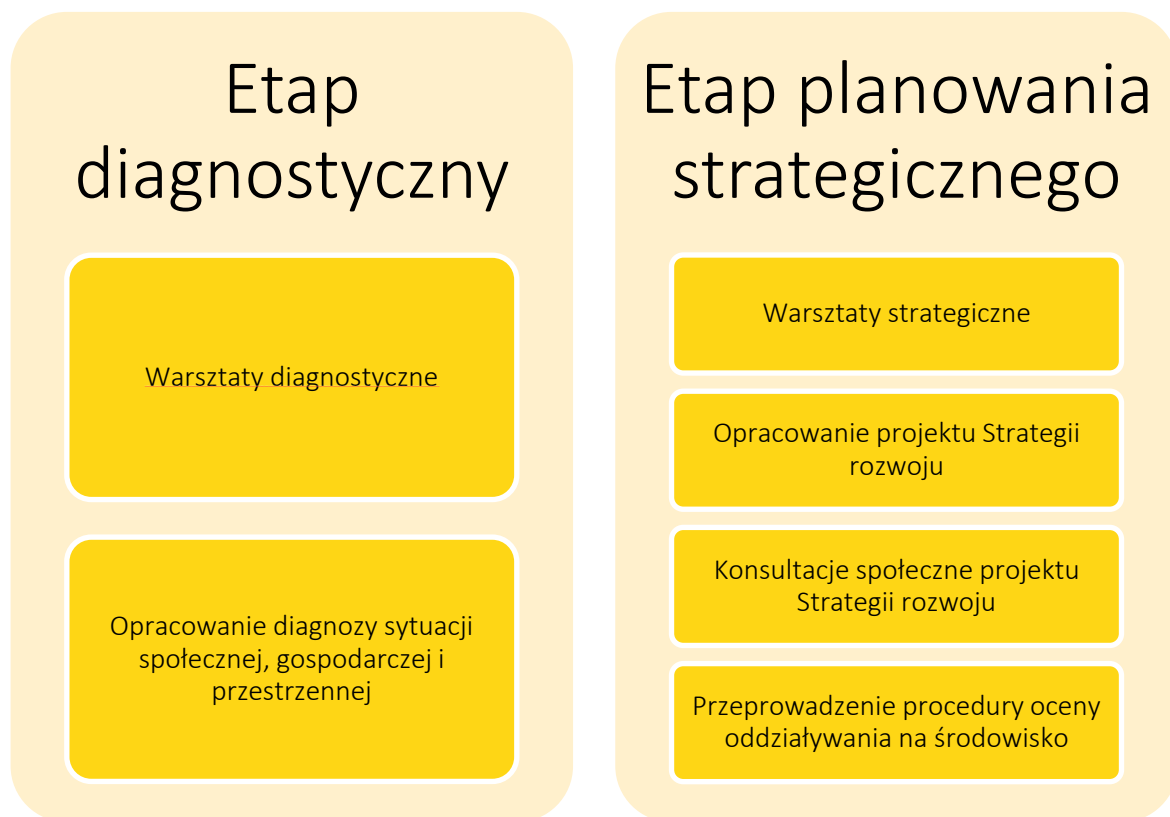 Etap
diagnostyczny
Warsztaty diagnostyczne
Opracowanie diagnozy sytuacji
społecznej, gospodarczej i
przestrzennej
Etap planowania
strategicznego
Warsztaty strategiczne
Opracowanie projektu Strategii
rozwoju
Konsultacje społeczne projektu
Strategii rozwoju
Przeprowadzenie procedury oceny
oddziaływania na środowisko